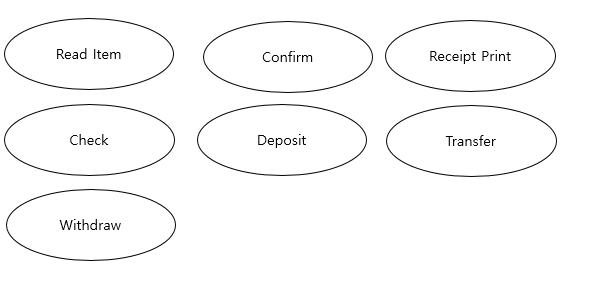 Read Item
Confirm
Receipt Print
Check
Deposit
Transfer
Withdraw